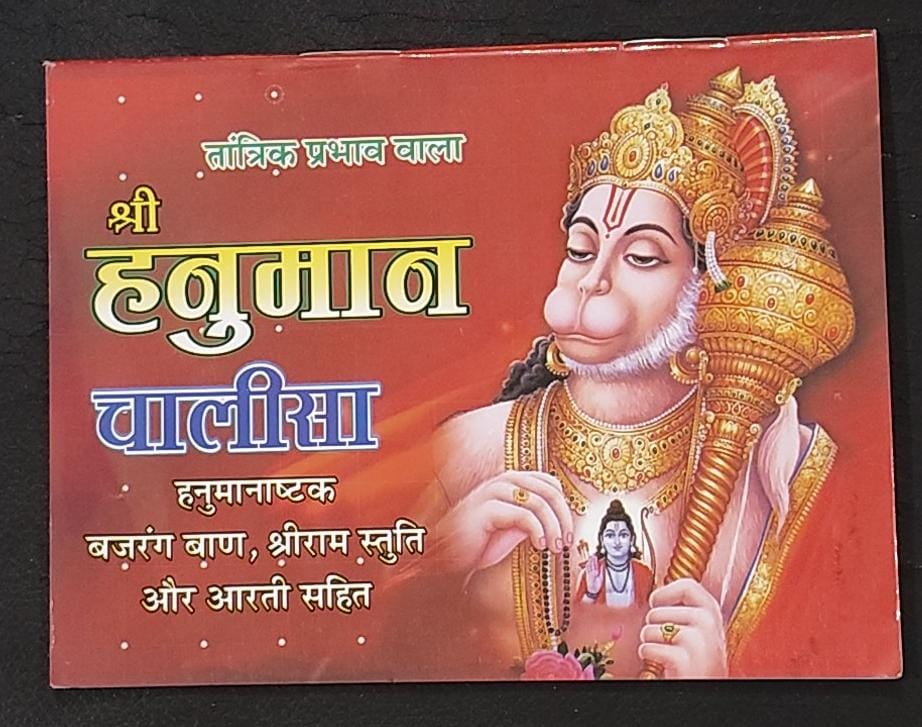 तांत्रिक प्रभाव वाला
श्री
हनुमान
चालीसा
हनुमानाष्टक
बजरंग बाण, श्रीराम स्तुति
और आरती सहित